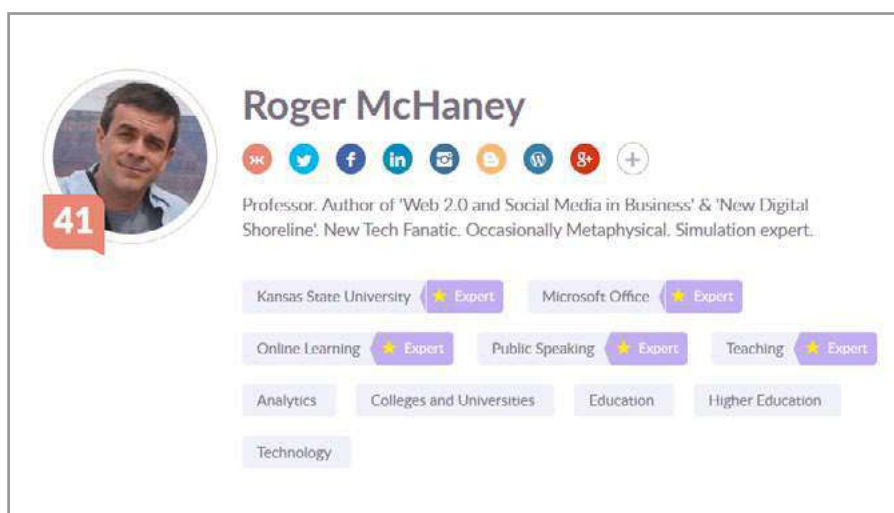 Roger McHaney
41
Professor. Author of 'Web 2.0 and Social Media in Business' & 'New Digital
Shoreline'. New Tech Fanatic. Occasionally Metaphysical. Simulation expert.
Kansas State University Expert Microsoft Office Expert
Online Learning Expert Public Speaking Expert Teaching Expert
Analytics Colleges and Universities Education Higher Education
Technology